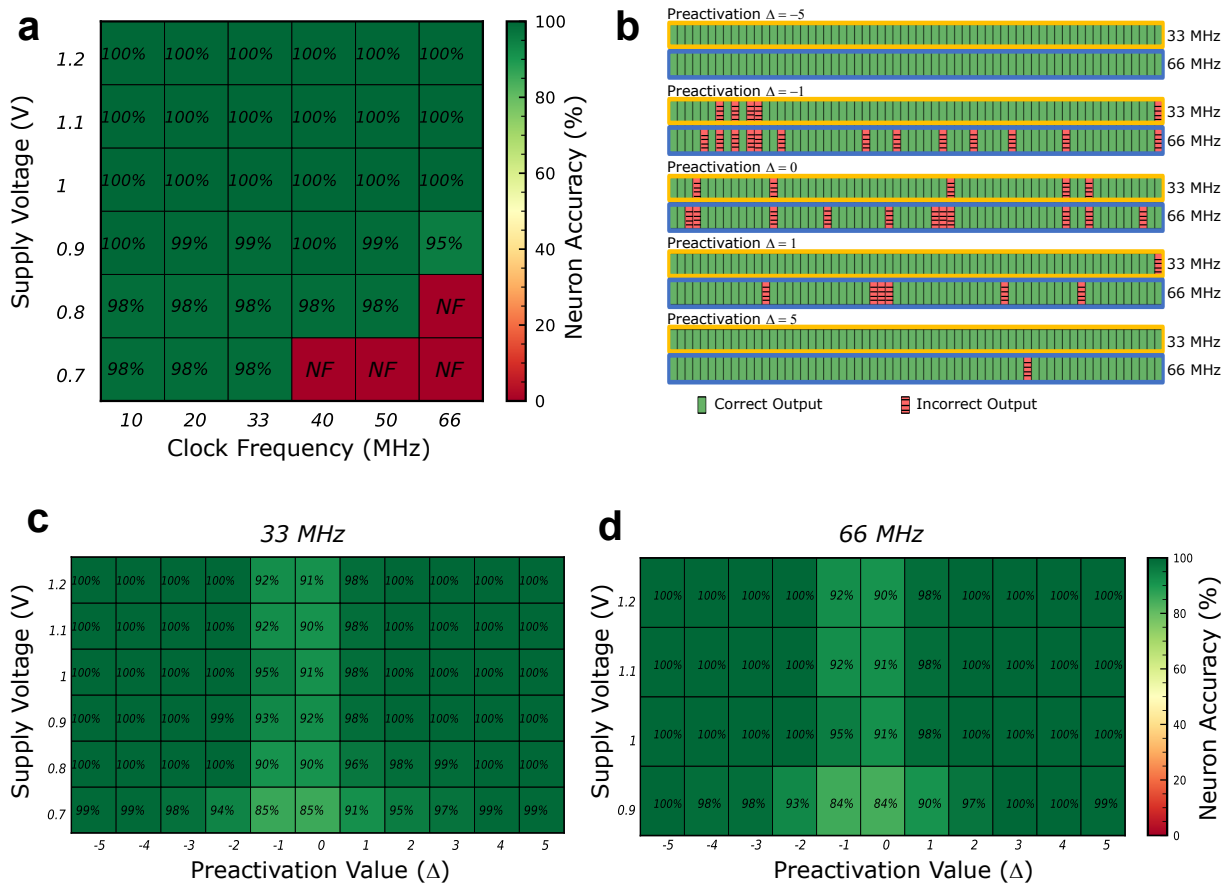 a
Supply Voltage (V)
1.2 100% 100% 100% 100% 100% 100%
1.1 100% 100% 100% 100% 100% 100%
1 100% 100% 100% 100% 100% 100%
0.9 100% 99% 99% 100% 99% 95%
0.8 98% 98% 98% 98% 98% NF
0.7 98% 98% 98% NF NF NF
10 20 33 40 50 66
Clock Frequency (MHz)
100
80
60
40
20
0
Neuron Accuracy (%)
b
Preactivation Δ = −5
33 MHz
66 MHz
Preactivation Δ = −1
33 MHz
66 MHz
Preactivation Δ = 0
33 MHz
66 MHz
Preactivation Δ = 1
33 MHz
66 MHz
Preactivation Δ = 5
33 MHz
66 MHz
Correct Output
Incorrect Output
c
33 MHz
Supply Voltage (V)
1.2 100% 100% 100% 100% 92% 91% 98% 100% 100% 100% 100%
1.1 100% 100% 100% 100% 92% 90% 98% 100% 100% 100% 100%
1 100% 100% 100% 100% 95% 91% 98% 100% 100% 100% 100%
0.9 100% 100% 100% 99% 93% 92% 98% 100% 100% 100% 100%
0.8 100% 100% 100% 100% 90% 90% 96% 98% 99% 100% 100%
0.7 99% 99% 98% 94% 85% 85% 91% 95% 97% 99% 99%
-5 -4 -3 -2 -1 0 1 2 3 4 5
Preactivation Value (Δ)
d
66 MHz
Supply Voltage (V)
1.2 100% 100% 100% 100% 92% 90% 98% 100% 100% 100% 100%
1.1 100% 100% 100% 100% 92% 91% 98% 100% 100% 100% 100%
1 100% 100% 100% 100% 95% 91% 98% 100% 100% 100% 100%
0.9 100% 98% 98% 93% 84% 84% 90% 97% 100% 100% 99%
-5 -4 -3 -2 -1 0 1 2 3 4 5
Preactivation Value (Δ)
100
80
60
40
20
0
Neuron Accuracy (%)